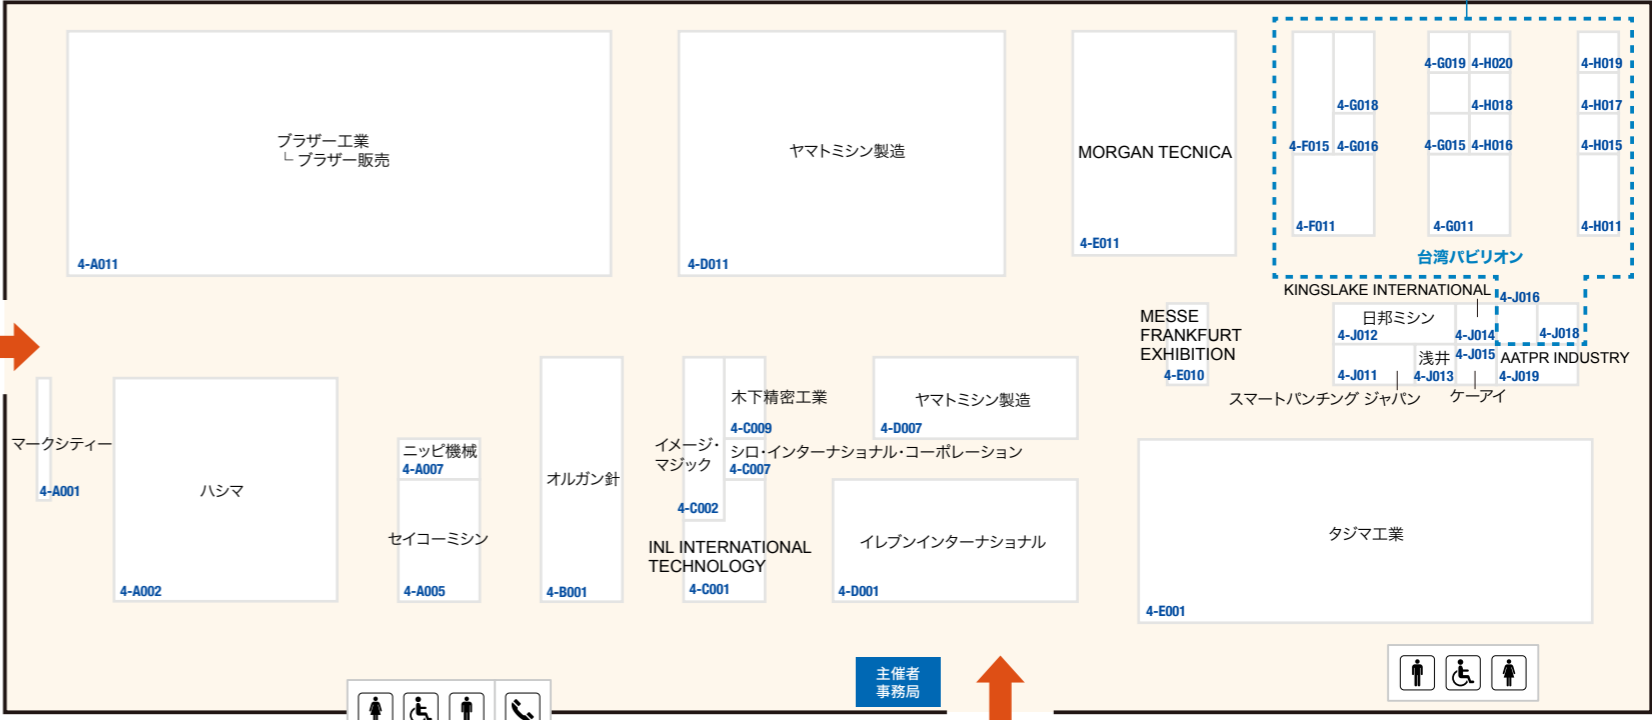 ブラザー工業
└ ブラザー販売
4-A011
ヤマトミシン製造
4-D011
MORGAN TECNICA
4-E011
4-G019
4-H020
4-H019
4-G018
4-H018
4-H017
4-F015
4-G016
4-G015
4-H016
4-H015
4-F011
4-G011
4-H011
台湾パビリオン
KINGSLAKE INTERNATIONAL
4-J016
MESSE
FRANKFURT
EXHIBITION
4-E010
日邦ミシン
4-J012
4-J014
4-J018
浅井
4-J015
AATPR INDUSTRY
4-J011
4-J013
4-J019
スマートパンチング ジャパン
ケーアイ
マークシティー
4-A001
ハシマ
4-A002
ニッピ機械
4-A007
セイコーミシン
4-A005
オルガン針
4-B001
イメージ・
マジック
4-C002
木下精密工業
4-C009
シロ・インターナショナル・コーポレーション
4-C007
INL INTERNATIONAL
TECHNOLOGY
4-C001
ヤマトミシン製造
4-D007
イレブンインターナショナル
4-D001
タジマ工業
4-E001
主催者
事務局